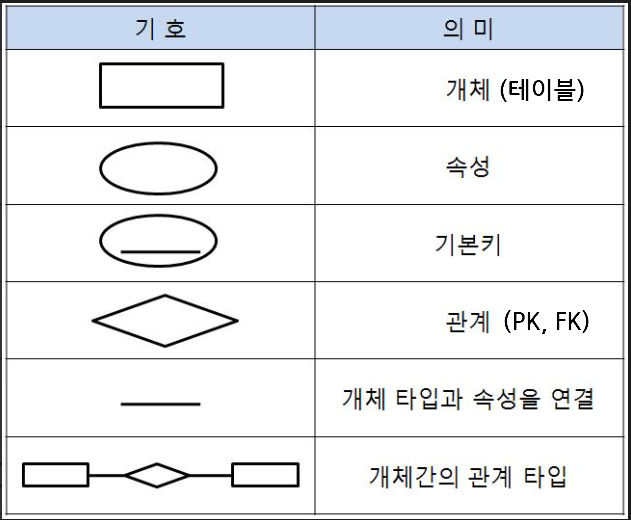 기 호 의 미
개체 (테이블)
속성
기본키
관계 (PK, FK)
개체 타입과 속성을 연결
개체간의 관계 타입